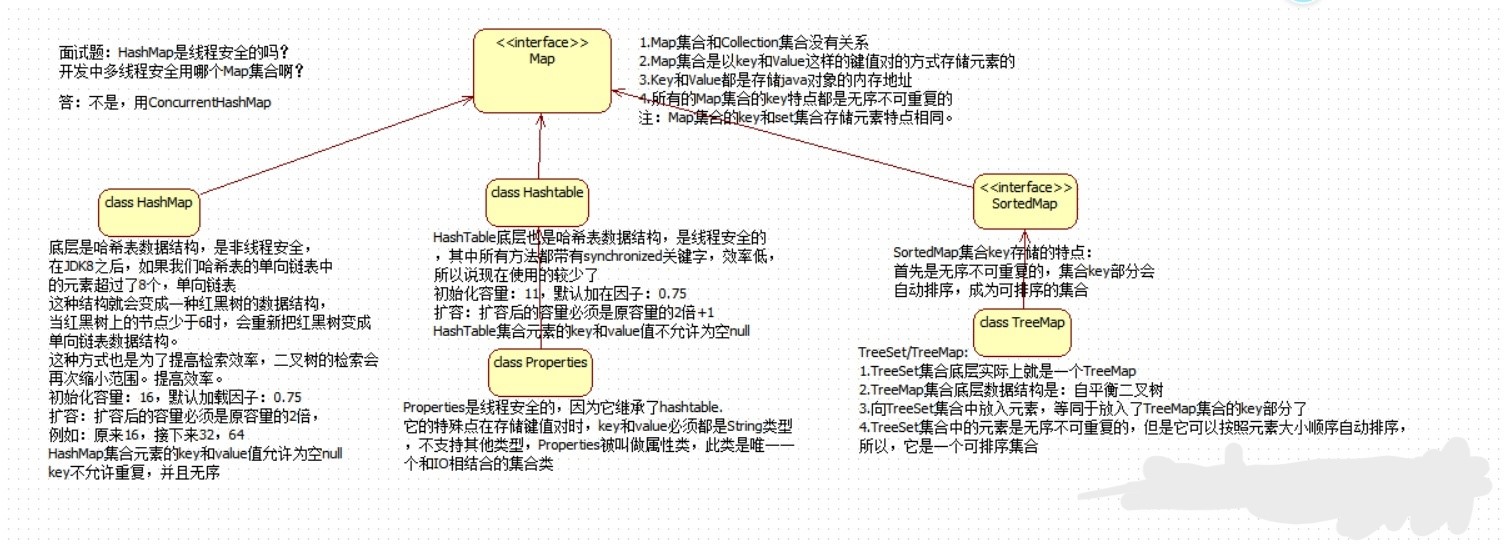 面试题：HashMap是线程安全的吗？
开发中多线程安全用哪个Map集合啊？
答：不是，用ConcurrentHashMap
<<interface>>
Map
1.Map集合和Collection集合没有关系
2.Map集合是以key和Value这样的键值对的方式存储元素的
3.Key和Value都是存储java对象的内存地址
4.所有的Map集合的key特点都是无序不可重复的
注：Map集合的key和set集合存储元素特点相同。
class HashMap
底层是哈希表数据结构，是非线程安全，
在JDK8之后，如果我们哈希表的单向链表中
的元素超过了8个，单向链表
这种结构就会变成一种红黑树的数据结构，
当红黑树上的节点少于6时，会重新把红黑树变成
单向链表数据结构。
这种方式也是为了提高检索效率，二叉树的检索会
再次缩小范围。提高效率。
初始化容量：16，默认加载因子：0.75
扩容：扩容后的容量必须是原容量的2倍，
例如：原来16，接下来32，64
HashMap集合元素的key和value值允许为空null
key不允许重复，并且无序
class Hashtable
HashTable底层也是哈希表数据结构，是线程安全的
，其中所有方法都带有synchronized关键字，效率低，
所以说现在使用的较少了
初始化容量：11，默认加在因子：0.75
扩容：扩容后的容量必须是原容量的2倍+1
HashTable集合元素的key和value值不允许为空null
class Properties
Properties是线程安全的，因为它继承了hashtable.
它的特殊点在存储键值对时，key和value必须都是String类型
，不支持其他类型，Properties被叫做属性类，此类是唯一一
个和IO相结合的集合类
<<interface>>
SortedMap
SortedMap集合key存储的特点：
首先是无序不可重复的，集合key部分会
自动排序，成为可排序的集合
class TreeMap
TreeSet/TreeMap:
1.TreeSet集合底层实际上就是一个TreeMap
2.TreeMap集合底层数据结构是：自平衡二叉树
3.向TreeSet集合中放入元素，等同于放入了TreeMap集合的key部分了
4.TreeSet集合中的元素是无序不可重复的，但是它可以按照元素大小顺序自动排序，
所以，它是一个可排序集合